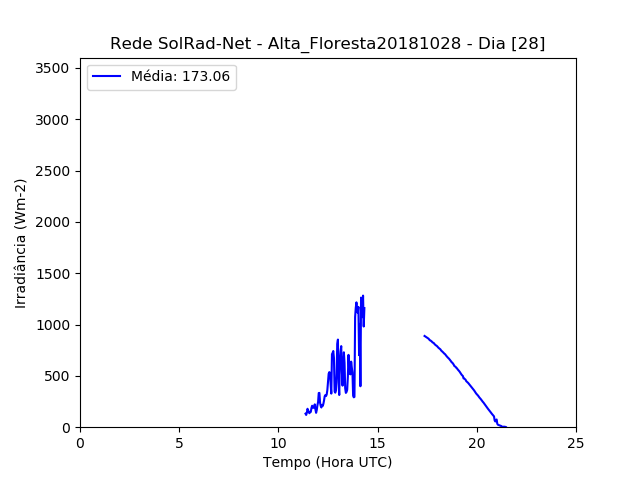 Rede SolRad-Net - Alta_Floresta20181028 - Dia [28]
Média: 173.06
3500
3000
2500
2000
1500
1000
500
0
Irradiância (Wm-2)
0 5 10 15 20 25
Tempo (Hora UTC)